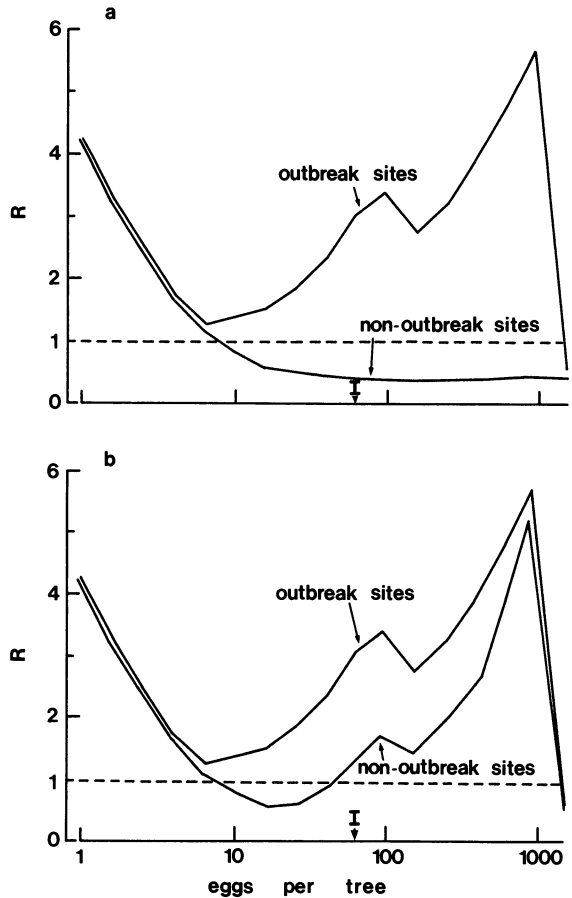 a
6
4
2
1
0
R
outbreak sites
non-outbreak sites
I
b
6
4
2
1
0
R
outbreak sites
non-outbreak sites
I
1 10 100 1000
eggs per tree